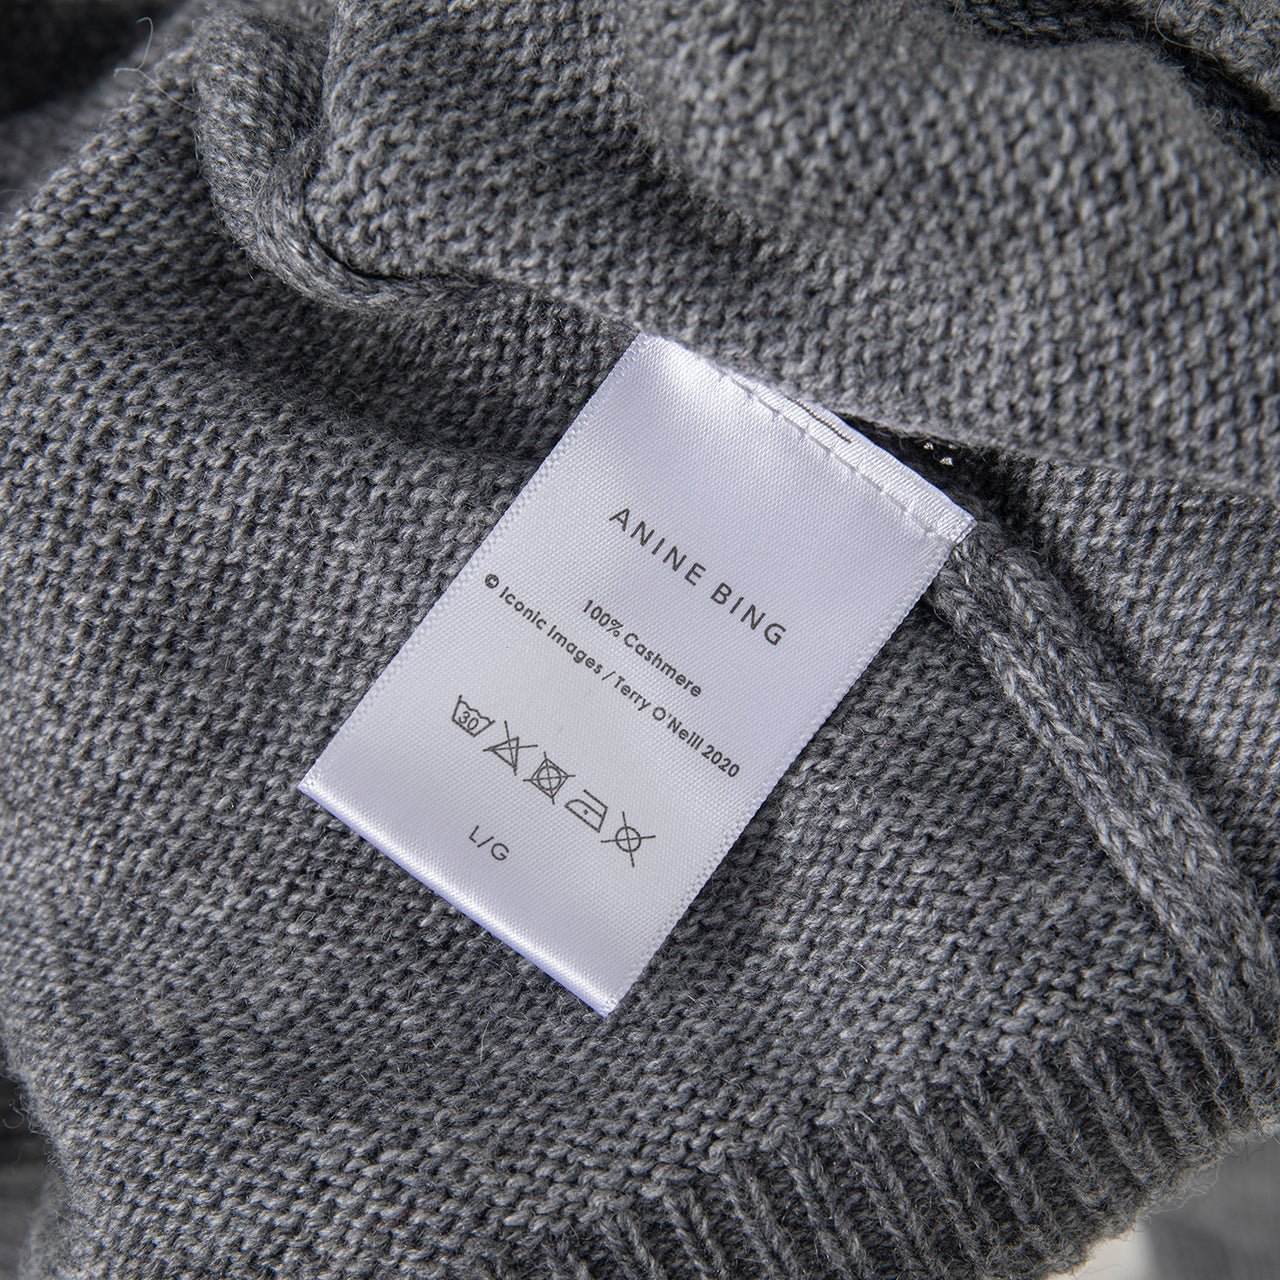 ANINE BING
100% Cashmere
© Iconic Images / Terry O'Neill 2020
30
L/G